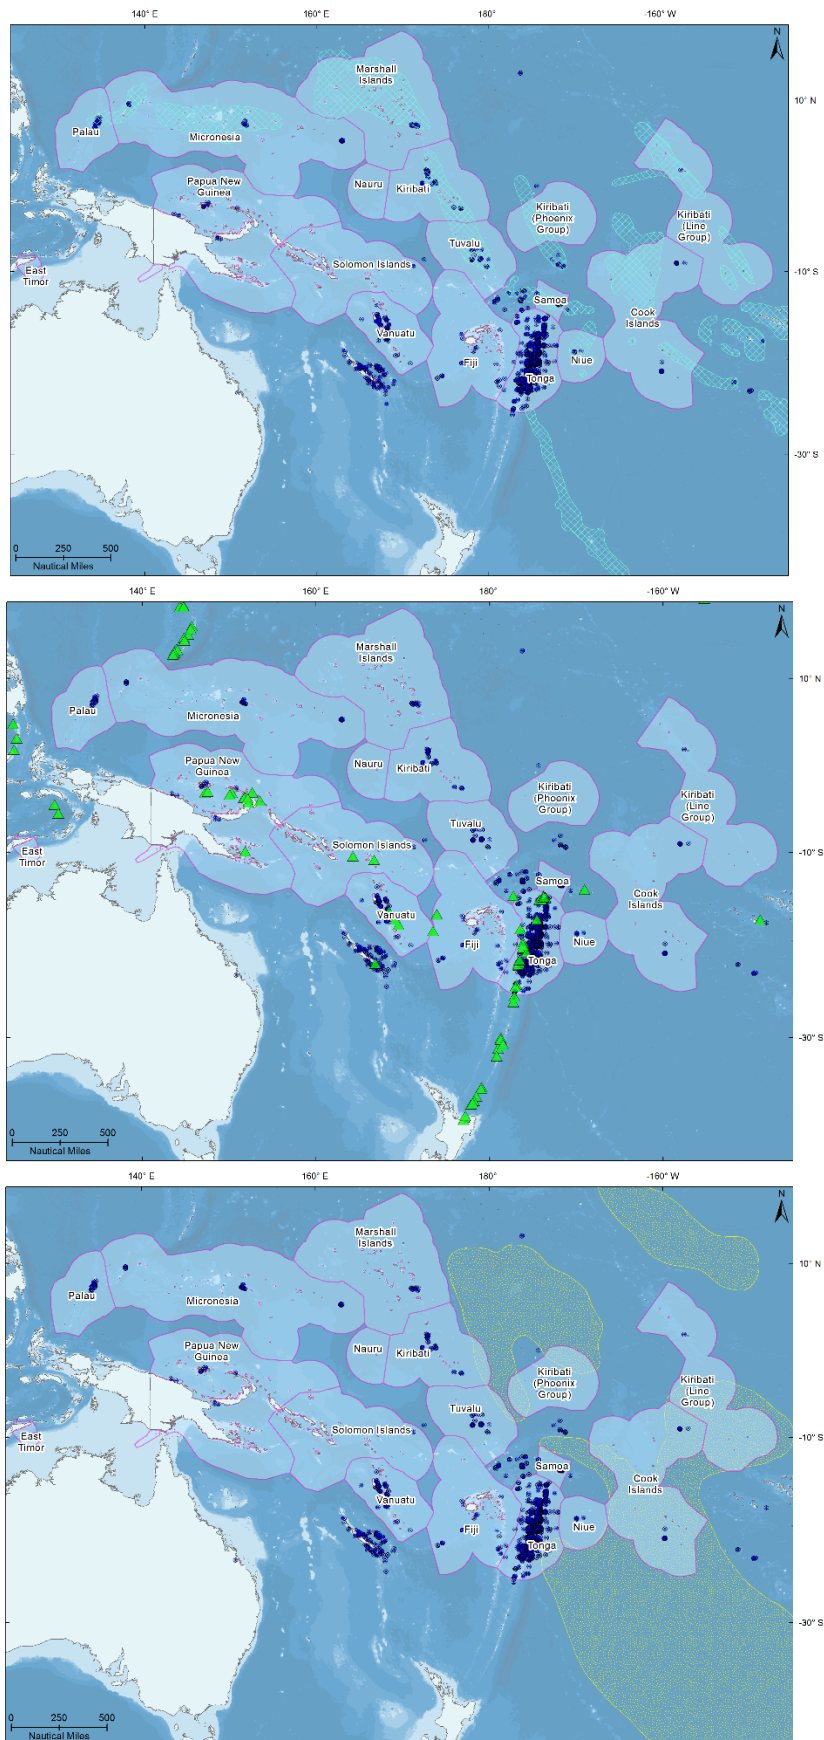 140° E
160° E
180°
-160° W
N
Marshall
Islands
10° N
Palau
Micronesia
Papua New
Guinea
Nauru
Kiribati
Kiribati
(Phoenix
Group)
Kiribati
(Line
Group)
Tuvalu
Solomon Islands
East
Timor
-10° S
Samoa
Cook
Islands
Vanuatu
Fiji
Niue
Tonga
-30° S
0 250 500
Nautical Miles
140° E
160° E
180°
-160° W
N
Marshall
Islands
10° N
Palau
Micronesia
Papua New
Guinea
Nauru
Kiribati
Kiribati
(Phoenix
Group)
Kiribati
(Line
Group)
Tuvalu
Solomon Islands
East
Timor
-10° S
Samoa
Cook
Islands
Vanuatu
Fiji
Niue
Tonga
-30° S
0 250 500
Nautical Miles
140° E
160° E
180°
-160° W
N
Marshall
Islands
10° N
Palau
Micronesia
Papua New
Guinea
Nauru
Kiribati
Kiribati
(Phoenix
Group)
Kiribati
(Line
Group)
Tuvalu
Solomon Islands
East
Timor
-10° S
Samoa
Cook
Islands
Vanuatu
Fiji
Niue
Tonga
-30° S
0 250 500
Nautical Miles